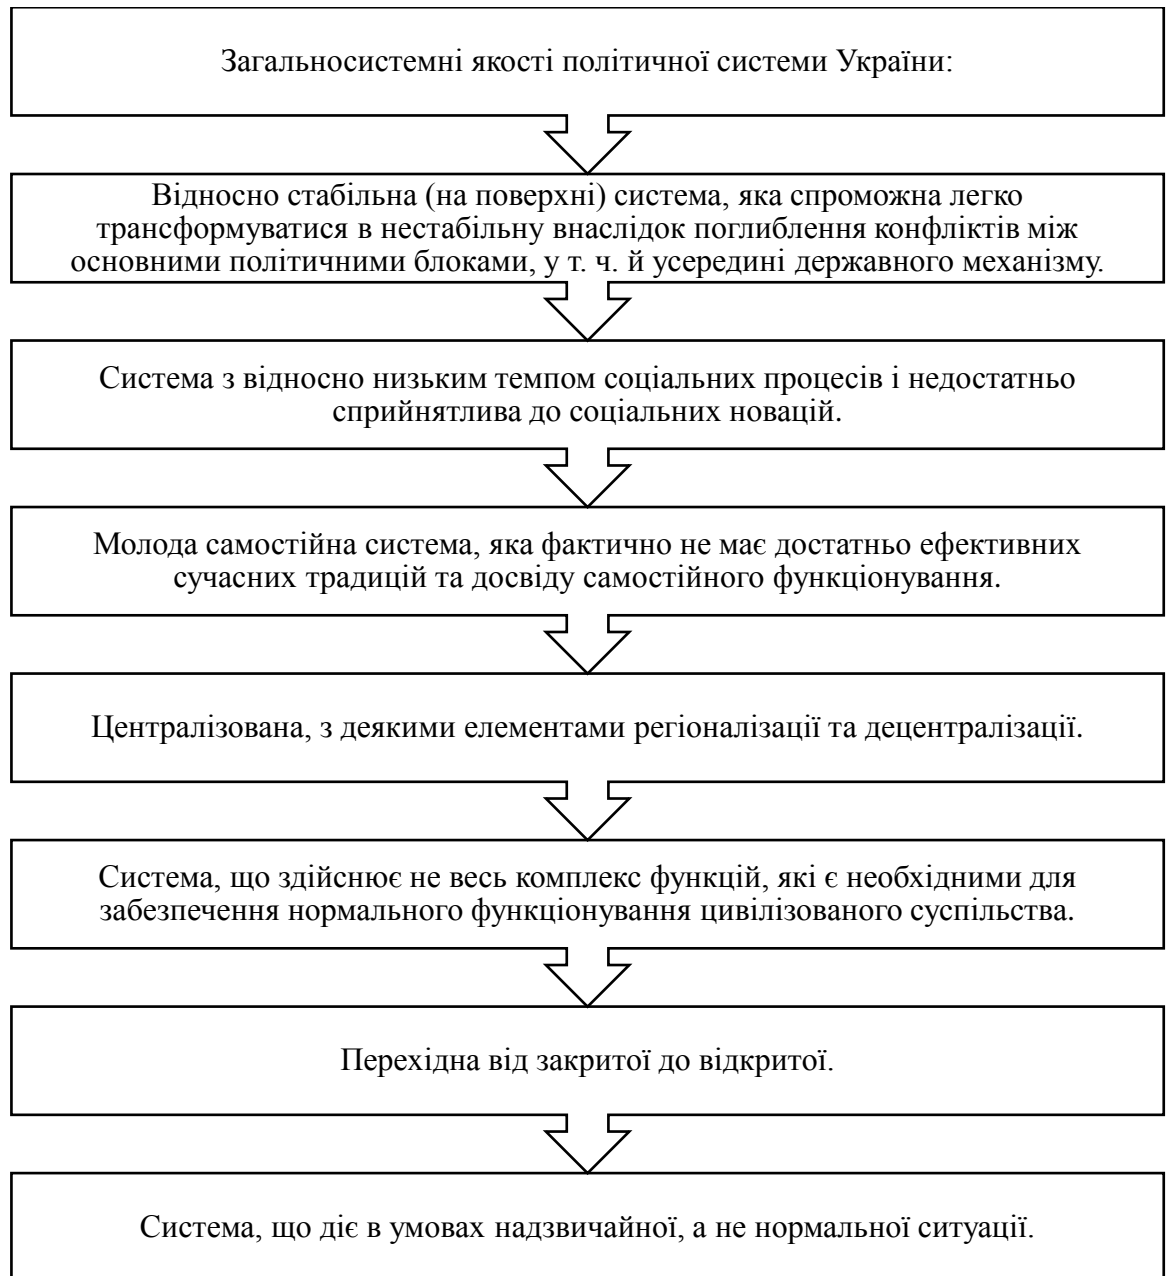 Загальносистемні якості політичної системи України:
Відносно стабільна (на поверхні) система, яка спроможна легко
трансформуватися в нестабільну внаслідок поглиблення конфліктів між
основними політичними блоками, у т. ч. й усередині державного механізму.
Система з відносно низьким темпом соціальних процесів і недостатньо
сприйнятлива до соціальних новацій.
Молода самостійна система, яка фактично не має достатньо ефективних
сучасних традицій та досвіду самостійного функціонування.
Централізована, з деякими елементами регіоналізації та децентралізації.
Система, що здійснює не весь комплекс функцій, які є необхідними для
забезпечення нормального функціонування цивілізованого суспільства.
Перехідна від закритої до відкритої.
Система, що діє в умовах надзвичайної, а не нормальної ситуації.